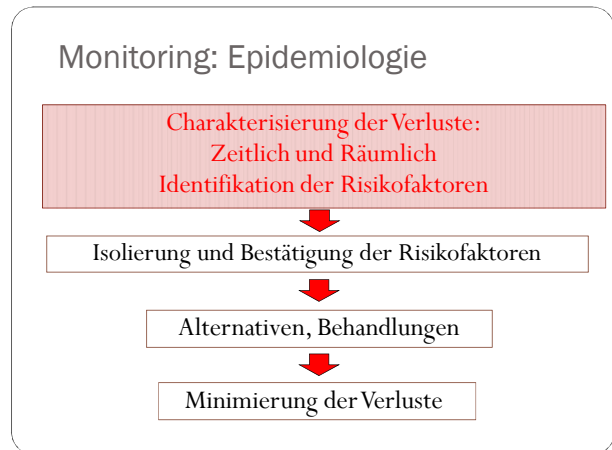 Monitoring: Epidemiologie
Charakterisierung der Verluste:
Zeitlich und Räumlich
Identifikation der Risikofaktoren
Isolierung und Bestätigung der Risikofaktoren
Alternativen, Behandlungen
Minimierung der Verluste